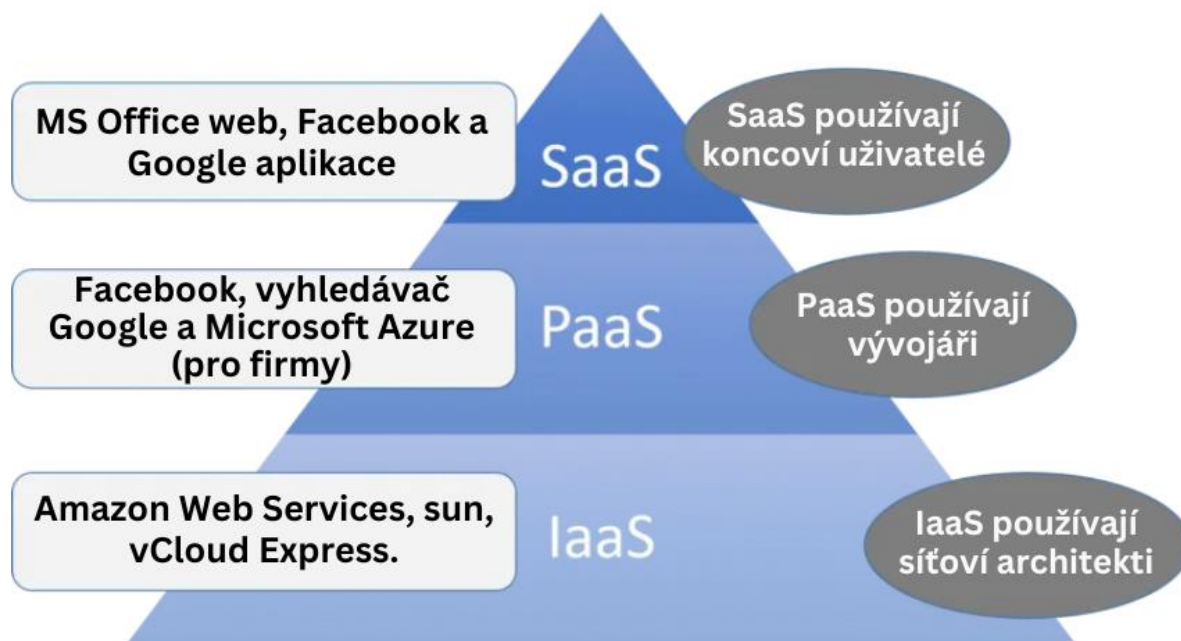 MS Office web, Facebook a
Google aplikace
SaaS
SaaS používají
koncoví uživatelé
Facebook, vyhledávač
Google a Microsoft Azure
(pro firmy)
PaaS
PaaS používají
vývojáři
Amazon Web Services, sun,
vCloud Express.
IaaS
IaaS používají
síťoví architekti